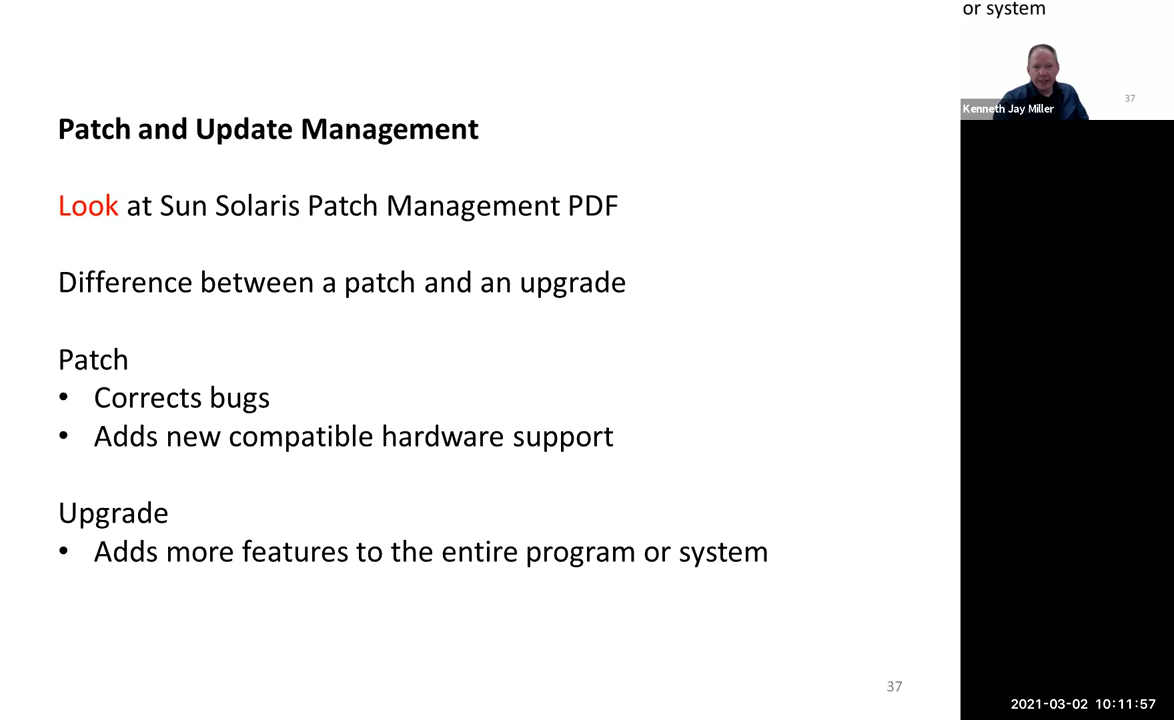 Patch and Update Management
Look at Sun Solaris Patch Management PDF
Difference between a patch and an upgrade
Patch
• Corrects bugs
• Adds new compatible hardware support
Upgrade
• Adds more features to the entire program or system
37
or system
Kenneth Jay Miller
37
2021-03-02 10:11:57